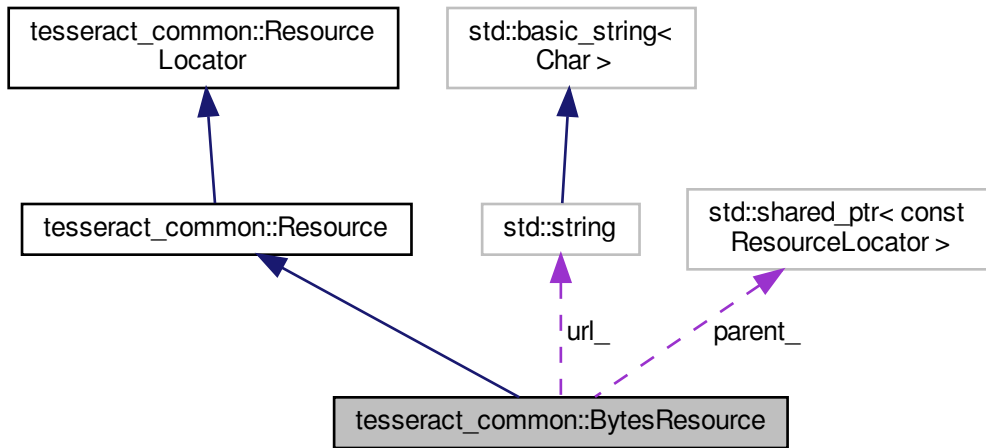 tesseract_common::Resource
Locator
std::basic_string<
Char >
tesseract_common::Resource
std::string
std::shared_ptr< const
ResourceLocator >
url_
parent_
tesseract_common::BytesResource